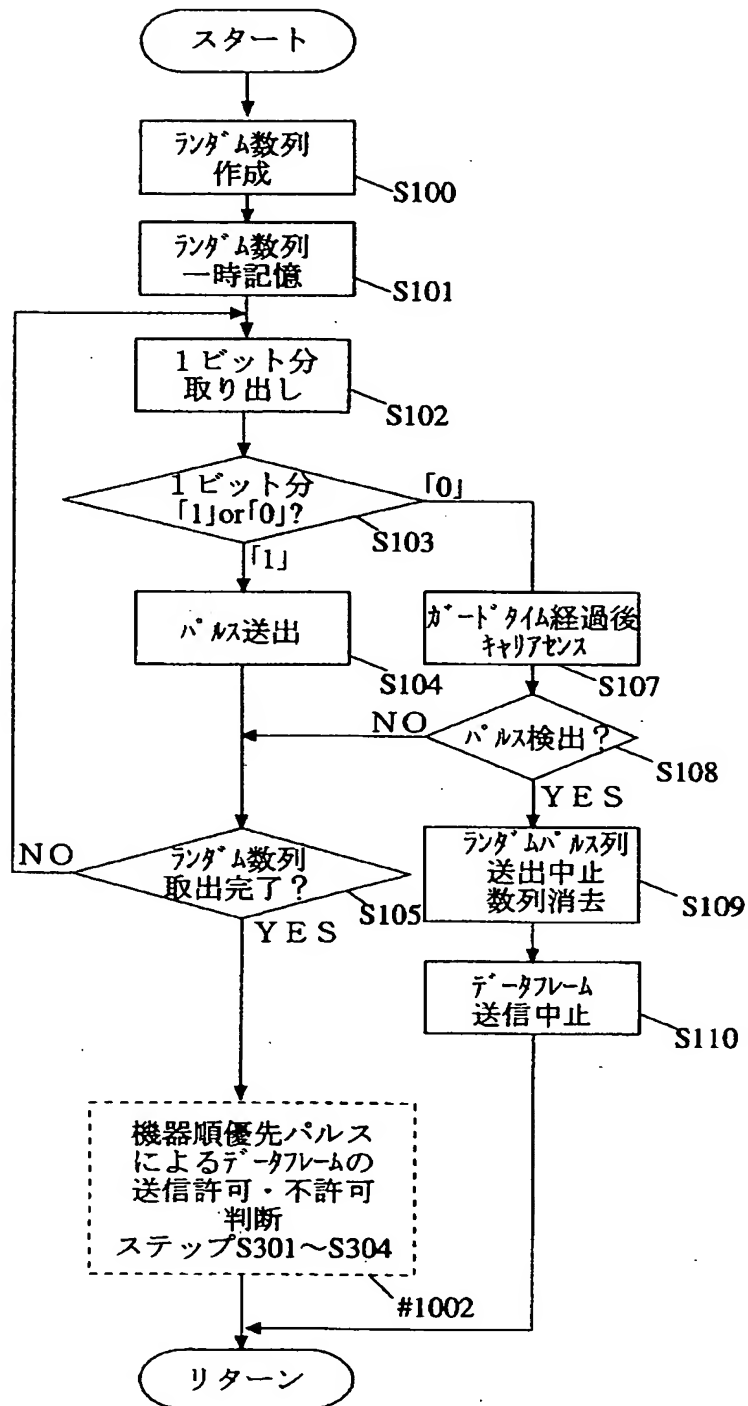 スタート
ランダム数列
作成
S100
ランダム数列
一時記憶
S101
1ビット分
取り出し
S102
1ビット分
「1」or「0」?
「0」
S103
「1」
パルス送出
S104
ガードタイム経過後
キャリアセンス
S107
NO
パルス検出?
S108
YES
NO
ランダム数列
取出完了?
S105
YES
ランダムパルス列
送出中止
数列消去
S109
データフレーム
送信中止
S110
機器順優先パルス
によるデータフレームの
送信許可・不許可
判断
ステップS301〜S304
#1002
リターン